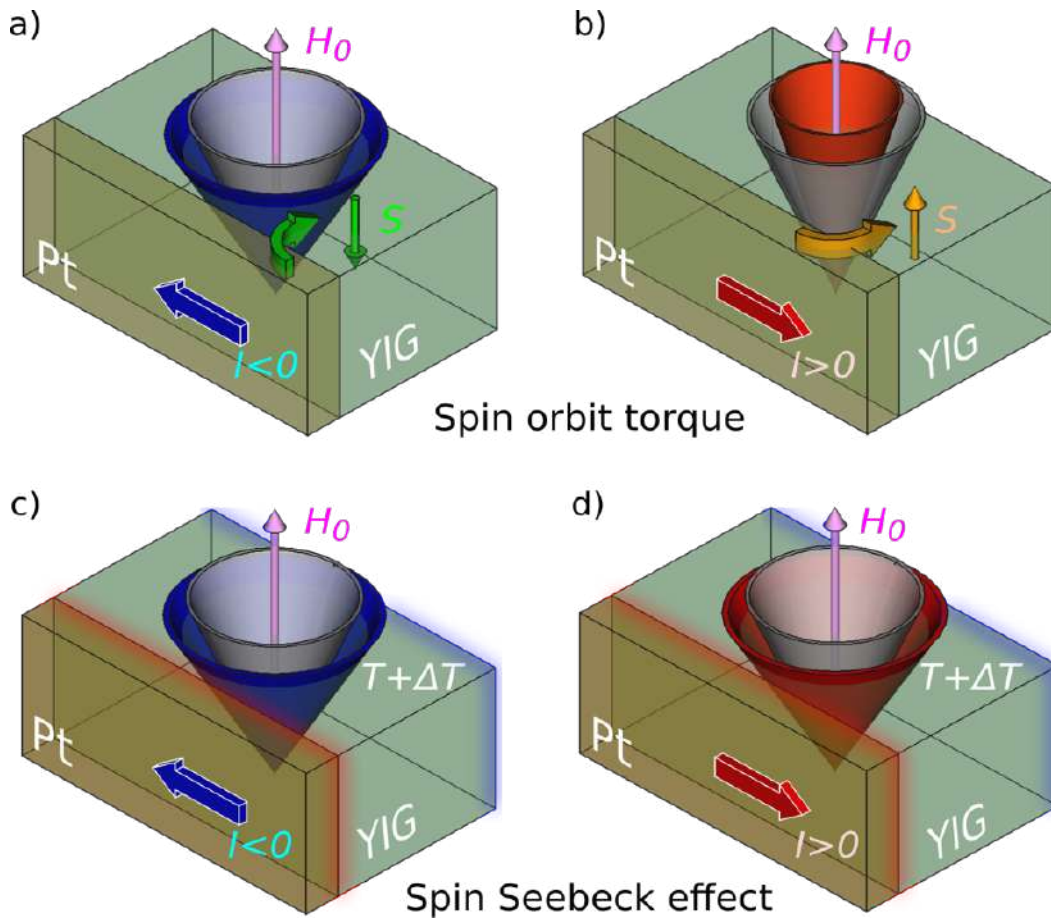 a)
H₀
S
Pt
I<0
YIG
b)
H₀
S
Pt
I>0
YIG
Spin orbit torque
c)
H₀
T+ΔT
Pt
I<0
YIG
d)
H₀
T+ΔT
Pt
I>0
YIG
Spin Seebeck effect